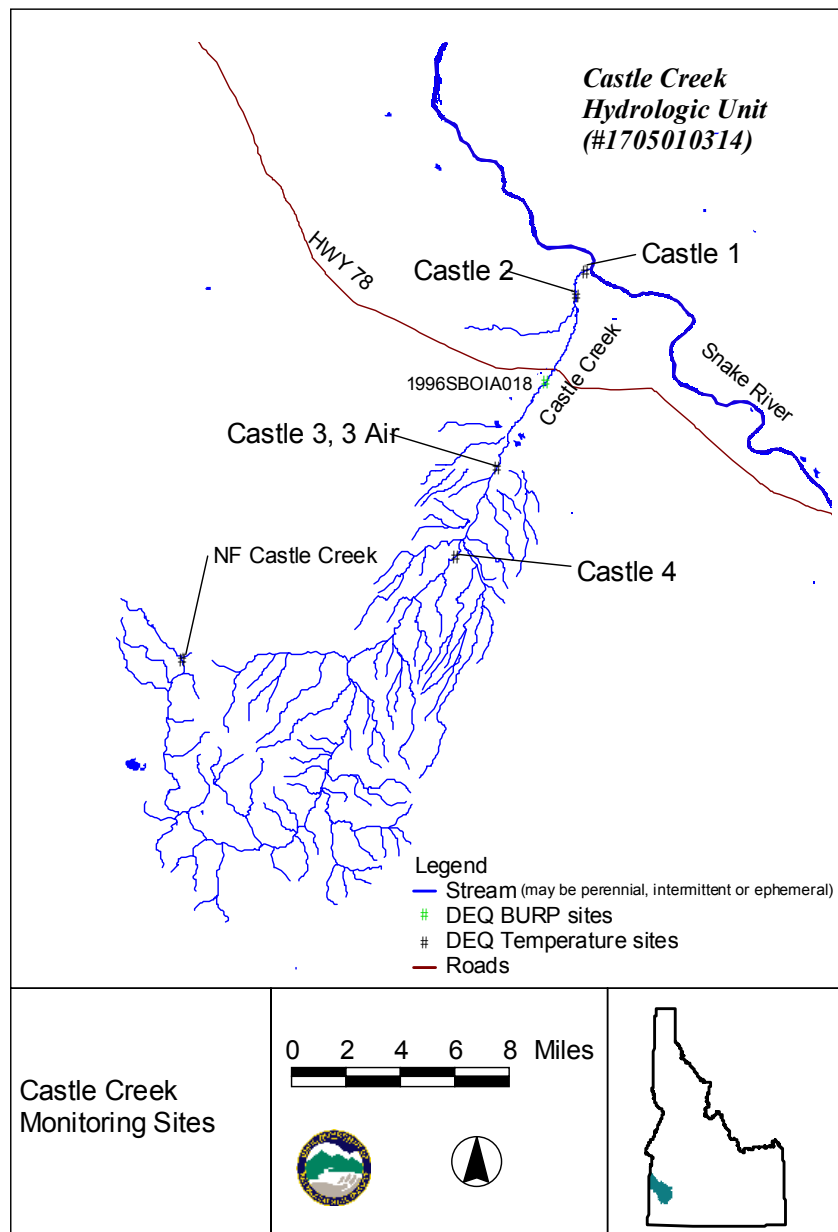 Castle Creek
Hydrologic Unit
(#1705010314)
HWY 78
Castle 1
Castle 2
Snake River
Castle Creek
1996SBOIA018
Castle 3, 3 Air
NF Castle Creek
Castle 4
Legend
Stream (may be perennial, intermittent or ephemeral)
# DEQ BURP sites
# DEQ Temperature sites
Roads
Castle Creek
Monitoring Sites
0 2 4 6 8 Miles